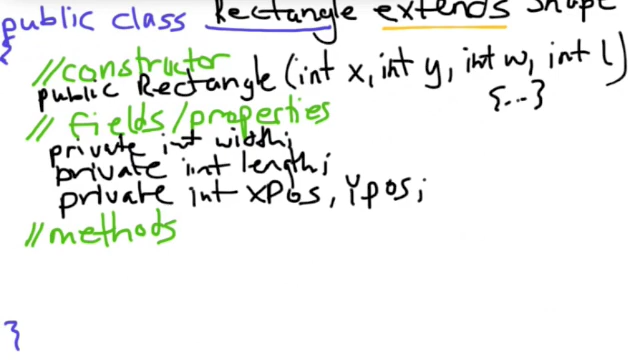 public class Rectangle extends Shape
{
//constructor
public Rectangle (int x, int y, int w, int l)
{...}
// fields/properties
private int width;
private int length;
private int xPos, Ypos;
//methods
}